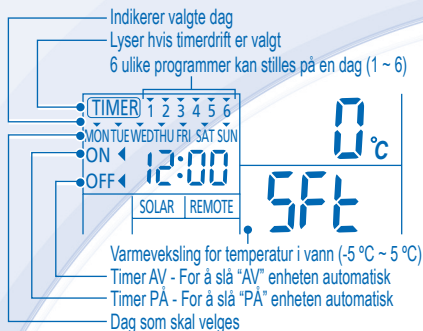 Indikerer valgte dag
Lyser hvis timerdrift er valgt
6 ulike programmer kan stilles på en dag (1 ~ 6)
TIMER 1 2 3 4 5 6
MON TUE WED THU FRI SAT SUN
ON
OFF
12:00
0 °C
SFt
SOLAR REMOTE
Varmeveksling for temperatur i vann (-5 ºC ~ 5 ºC)
Timer AV - For å slå “AV” enheten automatisk
Timer PÅ - For å slå “PÅ” enheten automatisk
Dag som skal velges